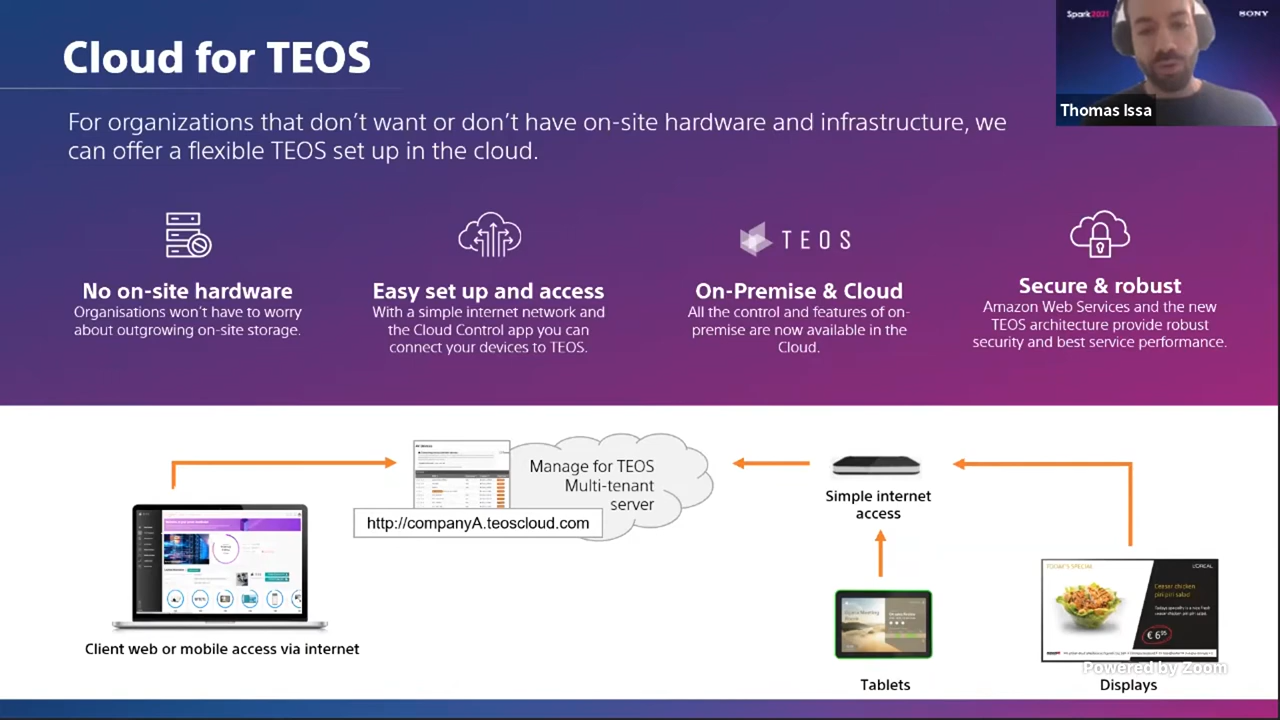 Cloud for TEOS
Spark2021
SONY
Thomas Issa
For organizations that don't want or don't have on-site hardware and infrastructure, we
can offer a flexible TEOS set up in the cloud.
TEOS
No on-site hardware
Organisations won't have to worry
about outgrowing on-site storage.
Easy set up and access
With a simple internet network and
the Cloud Control app you can
connect your devices to TEOS.
On-Premise & Cloud
All the control and features of on-
premise are now available in the
Cloud.
Secure & robust
Amazon Web Services and the new
TEOS architecture provide robust
security and best service performance.
Manage for TEOS
Multi-tenant
server
http://companyA.teoscloud.com
Simple internet
access
Client web or mobile access via internet
Tablets
TODAY'S SPECIAL
L'OREAL
Ceaser chicken
piri piri salad
€ 6
Displays
Powered by Zoom